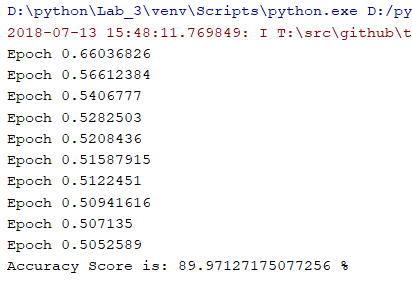 D:\python\Lab_3\venv\Scripts\python.exe D:/py
2018-07-13 15:48:11.769849: I T:\src\github\t
Epoch 0.66036826
Epoch 0.56612384
Epoch 0.5406777
Epoch 0.5282503
Epoch 0.5208436
Epoch 0.51587915
Epoch 0.5122451
Epoch 0.50941616
Epoch 0.507135
Epoch 0.5052589
Accuracy Score is: 89.97127175077256 %